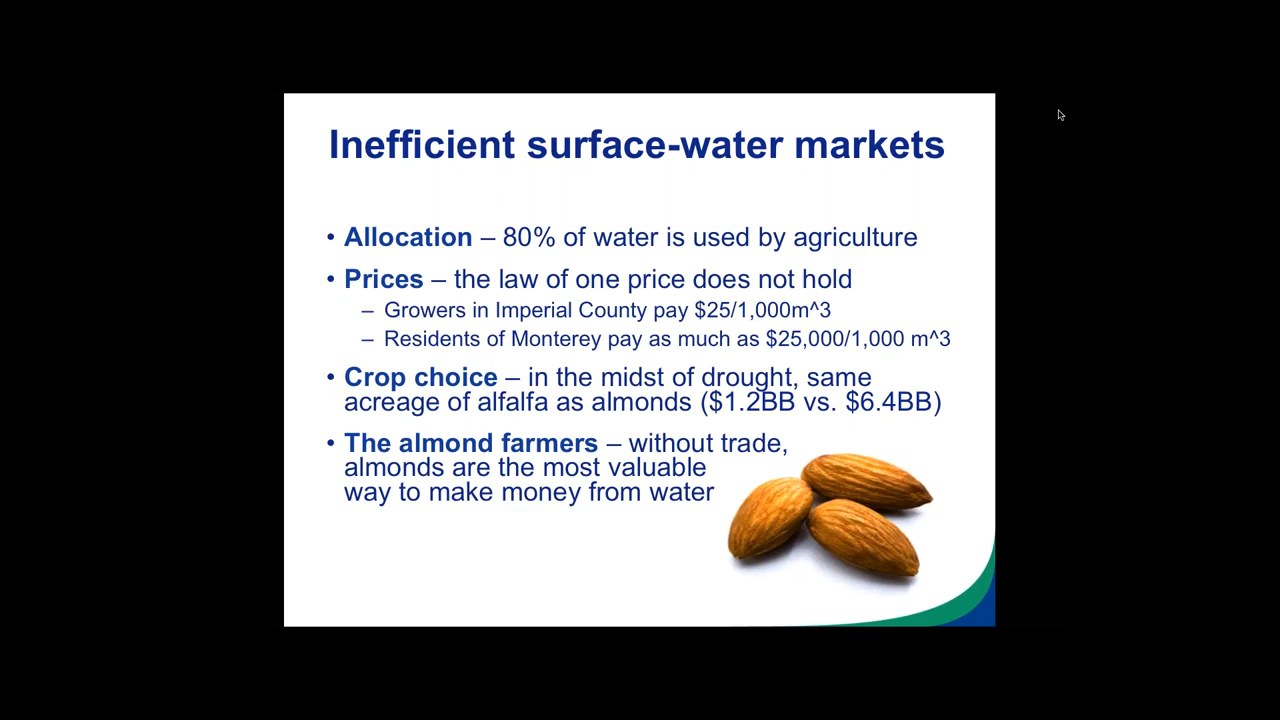 Inefficient surface-water markets
• Allocation – 80% of water is used by agriculture
• Prices – the law of one price does not hold
– Growers in Imperial County pay $25/1,000m^3
– Residents of Monterey pay as much as $25,000/1,000 m^3
• Crop choice – in the midst of drought, same
acreage of alfalfa as almonds ($1.2BB vs. $6.4BB)
• The almond farmers – without trade,
almonds are the most valuable
way to make money from water